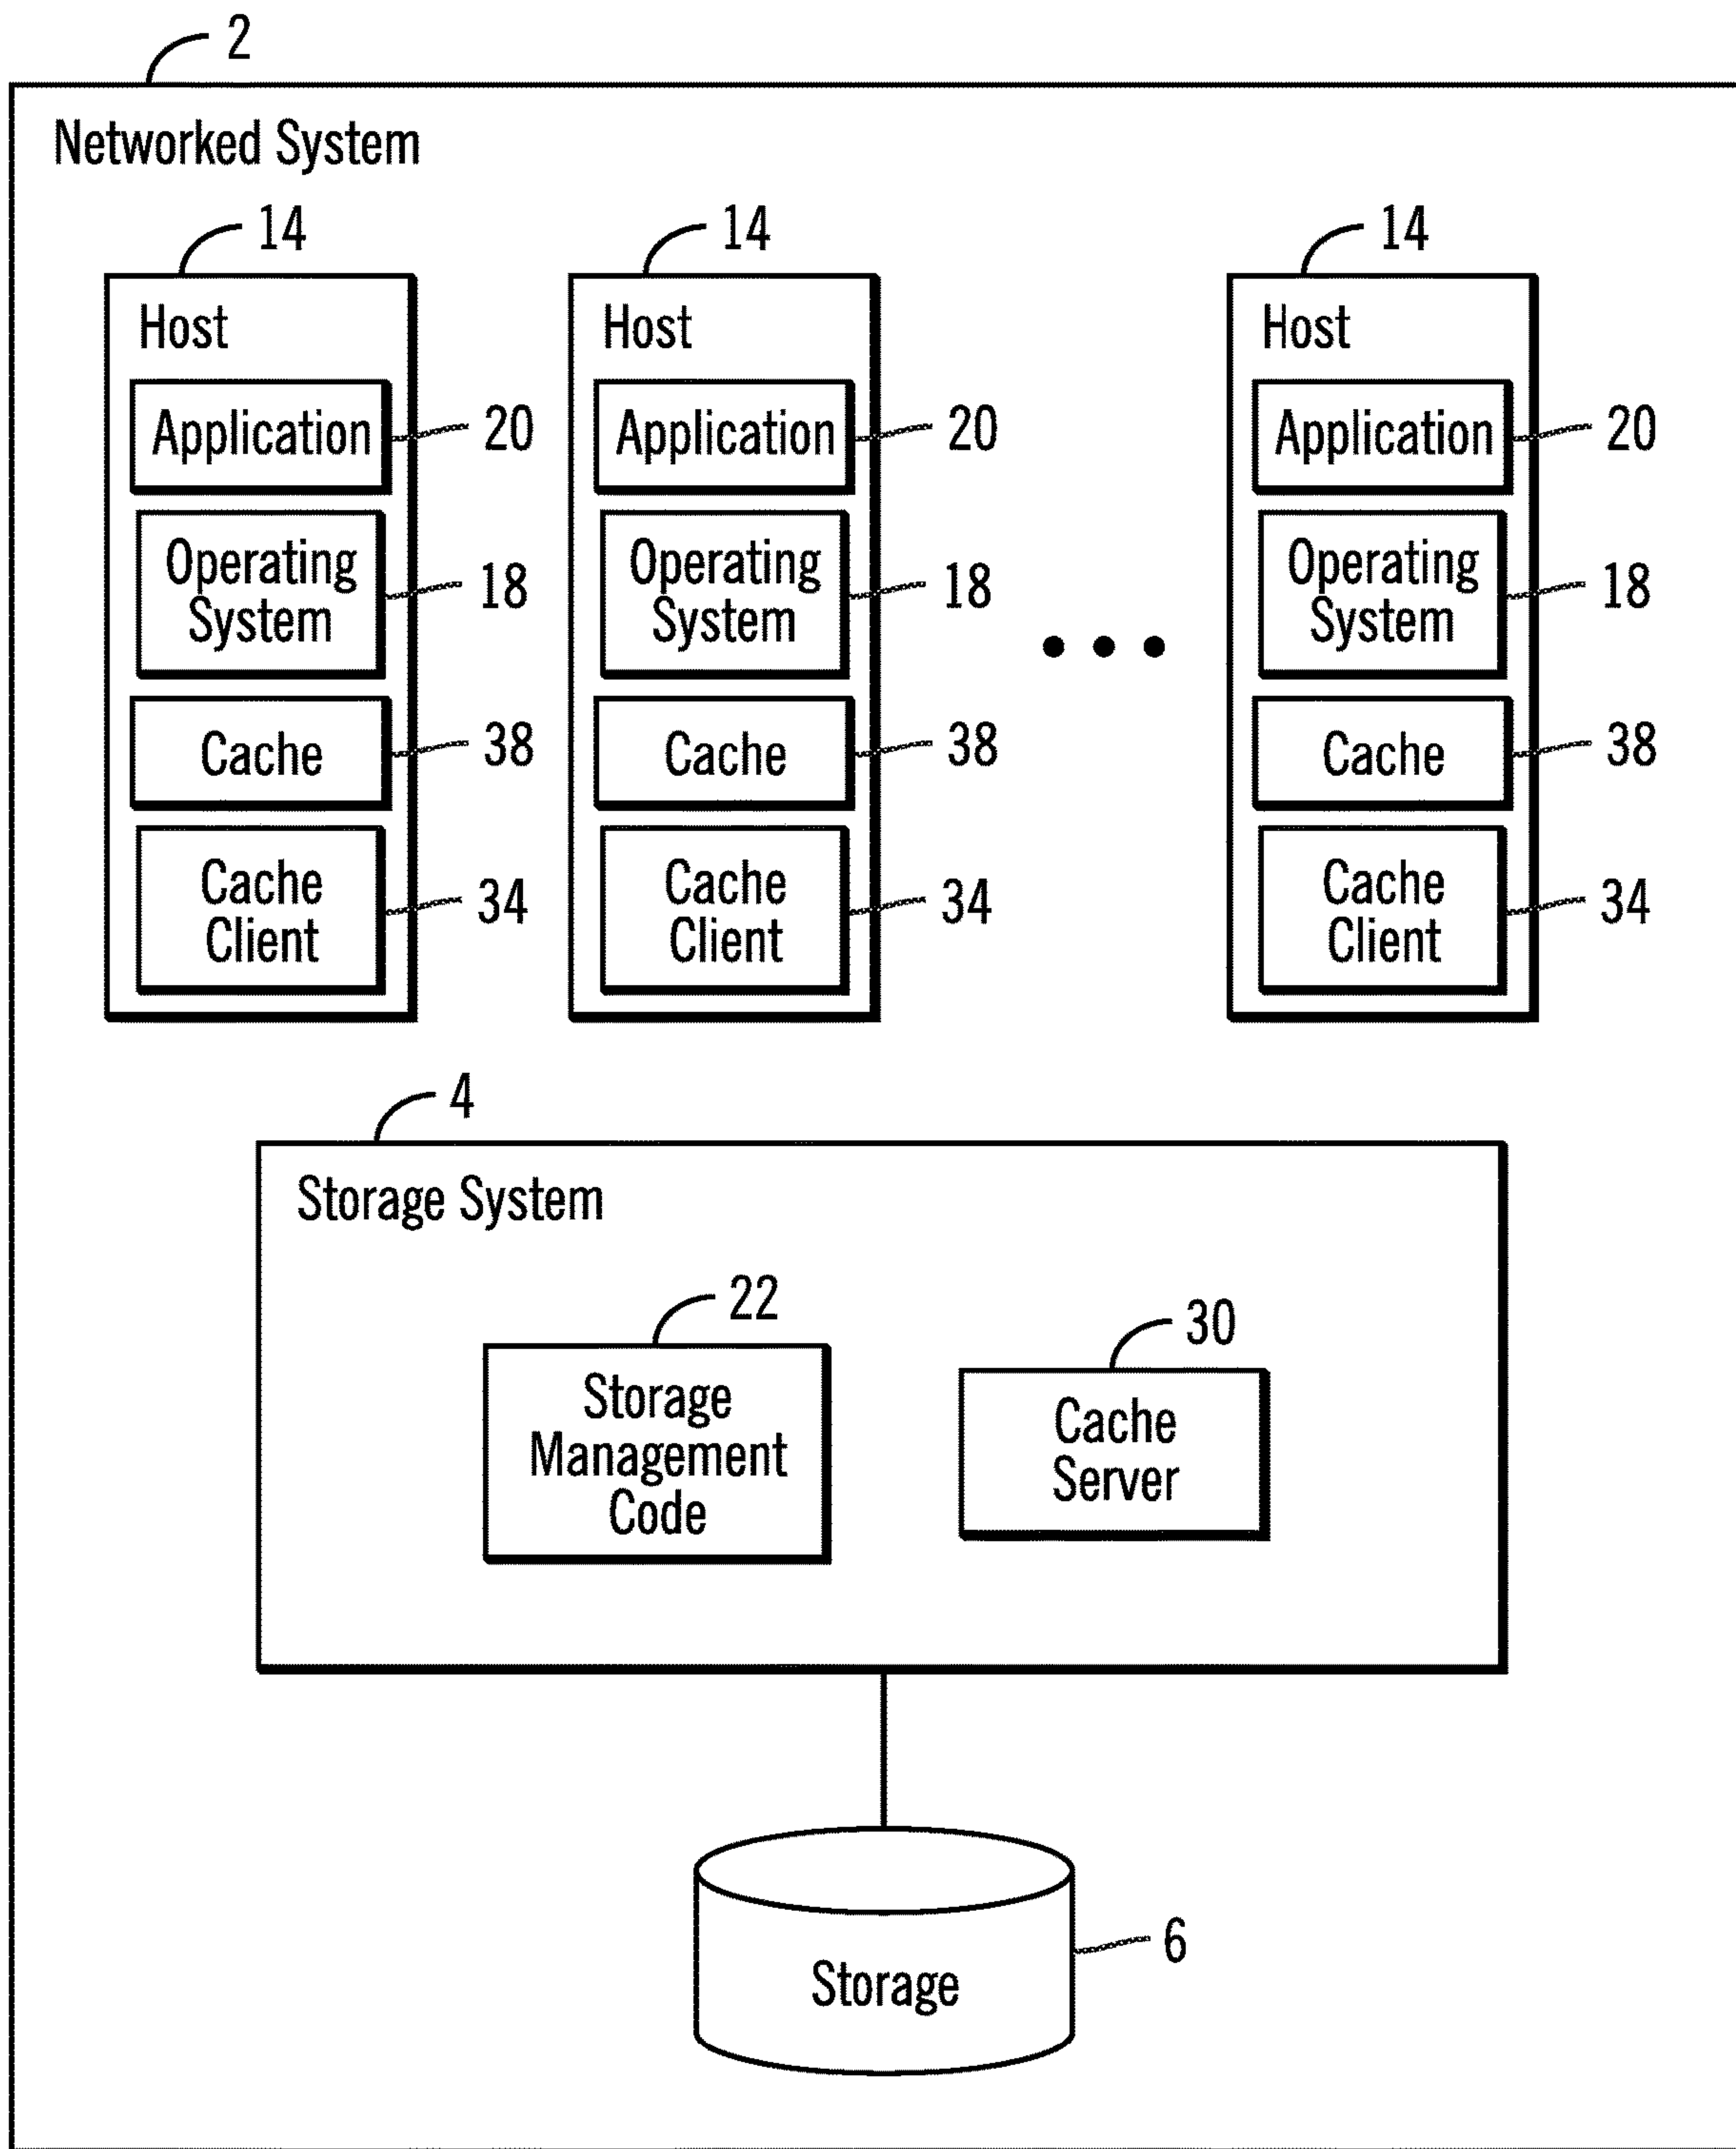 2
Networked System
14
Host
Application
20
Operating
System
18
Cache
38
Cache
Client
34
14
Host
Application
20
Operating
System
18
Cache
38
Cache
Client
34
14
Host
Application
20
Operating
System
18
Cache
38
Cache
Client
34
4
Storage System
22
Storage
Management
Code
30
Cache
Server
Storage
6